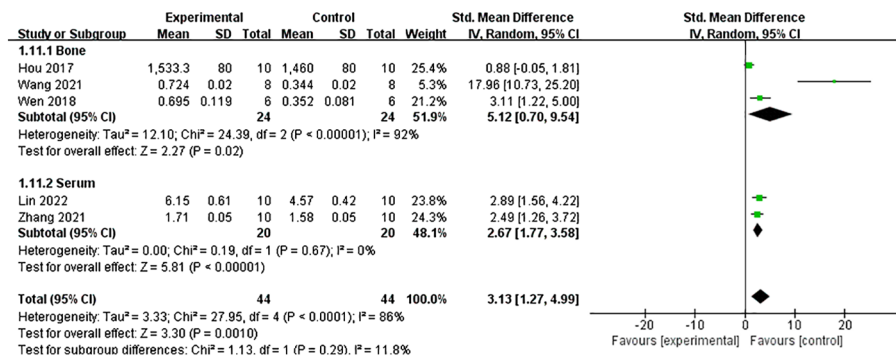 Experimental Control Std. Mean Difference Std. Mean Difference
Study or Subgroup Mean SD Total Mean SD Total Weight IV, Random, 95% CI IV, Random, 95% CI
1.11.1 Bone
Hou 2017 1,533.3 80 10 1,460 80 10 25.4% 0.88 [-0.05, 1.81]
Wang 2021 0.724 0.02 8 0.344 0.02 8 5.3% 17.96 [10.73, 25.20]
Wen 2018 0.695 0.119 6 0.352 0.081 6 21.2% 3.11 [1.22, 5.00]
Subtotal (95% CI) 24 24 51.9% 5.12 [0.70, 9.54]
Heterogeneity: Tau² = 12.10; Chi² = 24.39, df = 2 (P < 0.00001); I² = 92%
Test for overall effect: Z = 2.27 (P = 0.02)
1.11.2 Serum
Lin 2022 6.15 0.61 10 4.57 0.42 10 23.8% 2.89 [1.56, 4.22]
Zhang 2021 1.71 0.05 10 1.58 0.05 10 24.3% 2.49 [1.26, 3.72]
Subtotal (95% CI) 20 20 48.1% 2.67 [1.77, 3.58]
Heterogeneity: Tau² = 0.00; Chi² = 0.19, df = 1 (P = 0.67); I² = 0%
Test for overall effect: Z = 5.81 (P < 0.00001)
Total (95% CI) 44 44 100.0% 3.13 [1.27, 4.99]
Heterogeneity: Tau² = 3.33; Chi² = 27.95, df = 4 (P < 0.0001); I² = 86%
Test for overall effect: Z = 3.30 (P = 0.0010)
Test for subgroup differences: Chi² = 1.13, df = 1 (P = 0.29), I² = 11.8%
-20 -10 0 10 20
Favours [experimental] Favours [control]